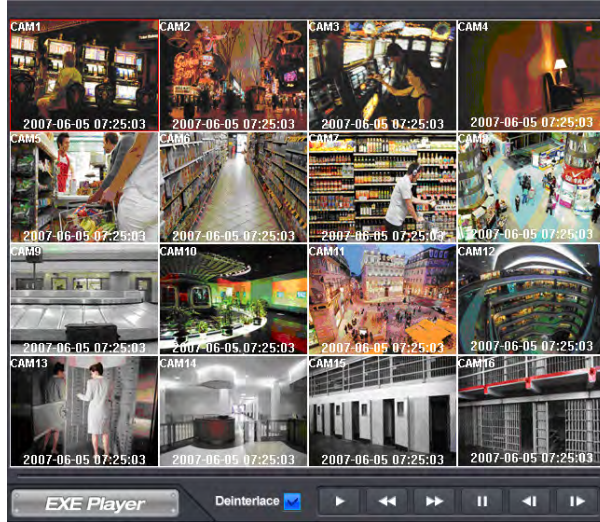 CAM1 CAM2 CAM3 CAM4
2007-06-05 07:25:03 2007-06-05 07:25:03 2007-06-05 07:25:03 2007-06-05 07:25:03
CAM5 CAM6 CAM7 CAM8
2007-06-05 07:25:03 2007-06-05 07:25:03 2007-06-05 07:25:03 2007-06-05 07:25:03
CAM9 CAM10 CAM11 CAM12
2007-06-05 07:25:03 2007-06-05 07:25:03 2007-06-05 07:25:03 2007-06-05 07:25:03
CAM13 CAM14 CAM15 CAM16
2007-06-05 07:25:03 2007-06-05 07:25:03 2007-06-05 07:25:03 2007-06-05 07:25:03
EXE Player Deinterlace